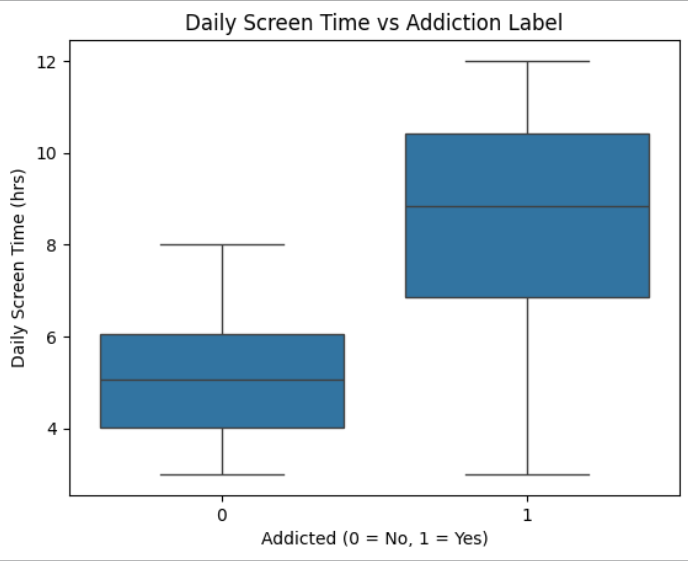 Daily Screen Time vs Addiction Label
12
10
8
6
4
Daily Screen Time (hrs)
0
1
Addicted (0 = No, 1 = Yes)